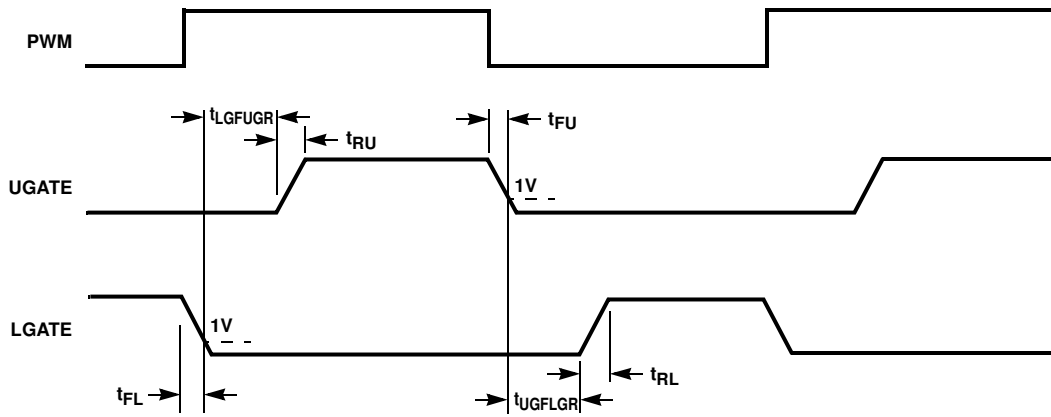 PWM
tLGFUGR
tRU
tFU
UGATE
1V
LGATE
1V
tFL
tRL
tUGFLGR